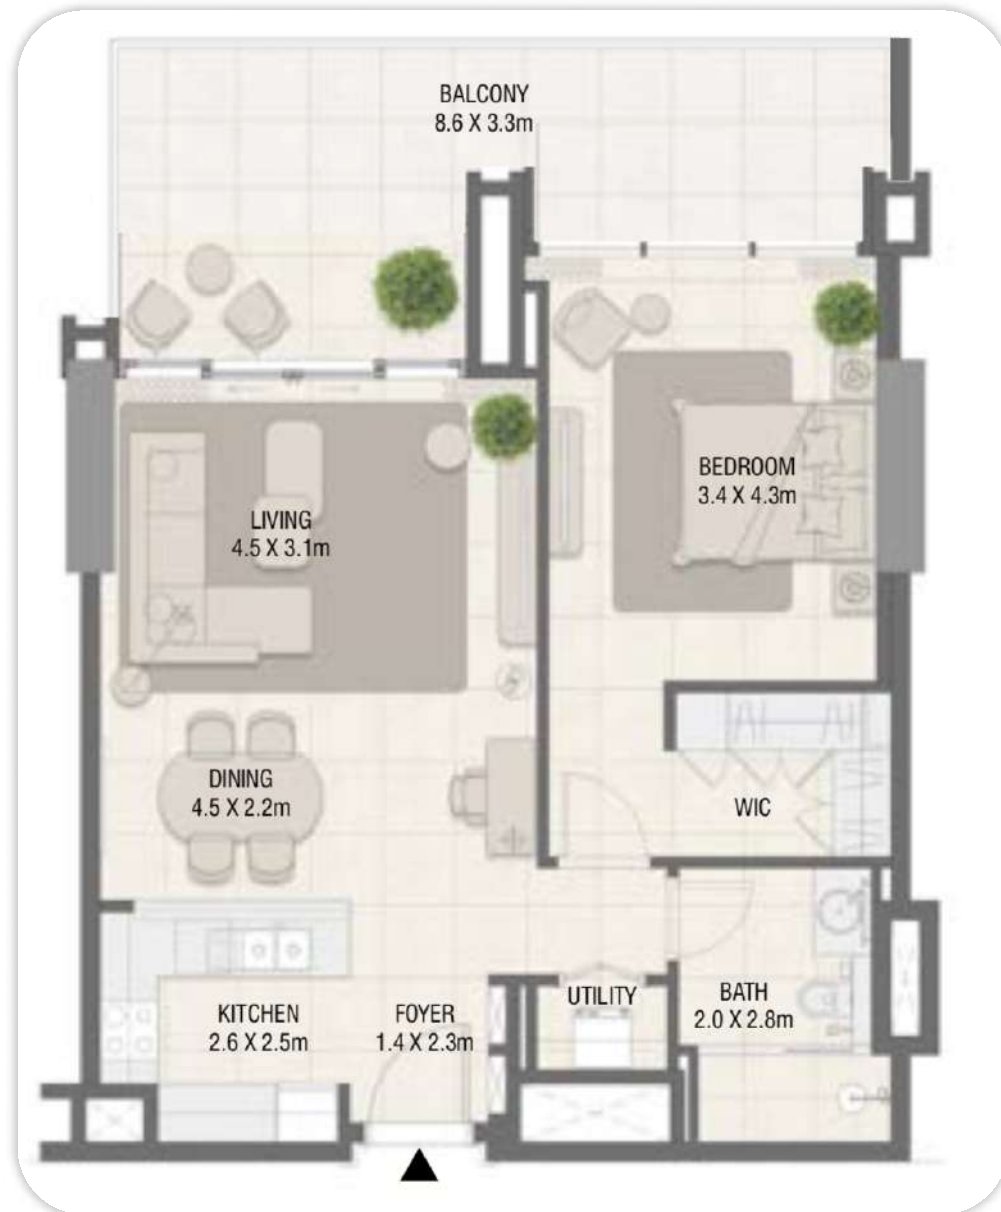 BALCONY
8.6 X 3.3m
BEDROOM
3.4 X 4.3m
LIVING
4.5 X 3.1m
DINING
4.5 X 2.2m
WIC
KITCHEN
2.6 X 2.5m
FOYER
1.4 X 2.3m
UTILITY
BATH
2.0 X 2.8m